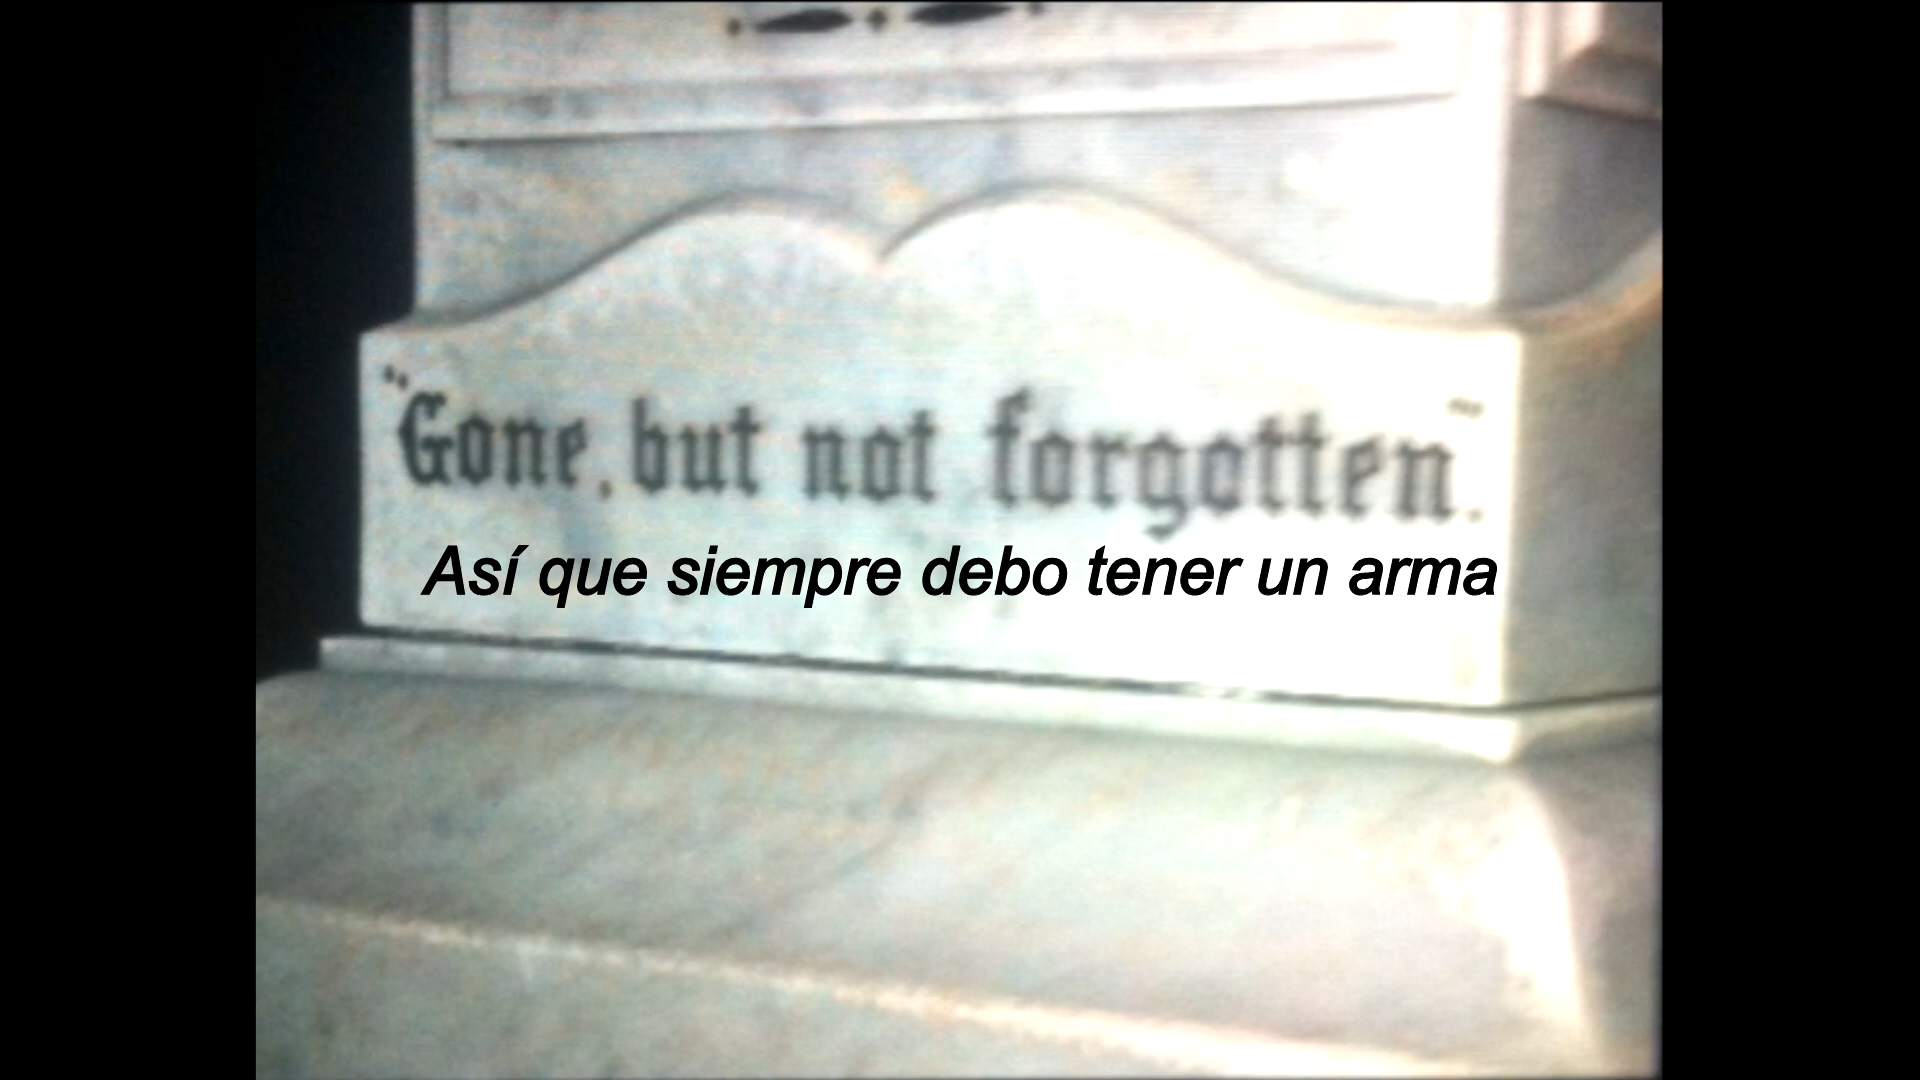 "Gone, but not forgotten."
Así que siempre debo tener un arma